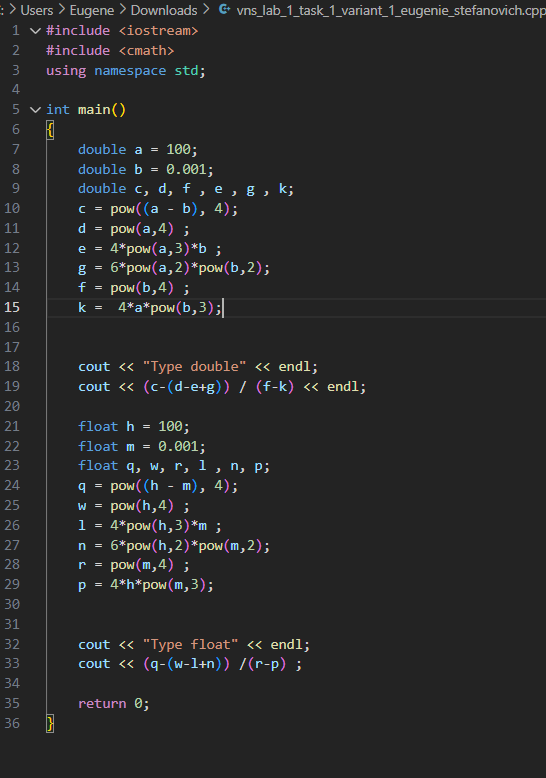 : > Users > Eugene > Downloads > vns_lab_1_task_1_variant_1_eugenie_stefanovich.cpp
1 #include <iostream>
2 #include <cmath>
3 using namespace std;
4
5 int main()
6 {
7 double a = 100;
8 double b = 0.001;
9 double c, d, f , e , g , k;
10 c = pow((a - b), 4);
11 d = pow(a,4) ;
12 e = 4*pow(a,3)*b ;
13 g = 6*pow(a,2)*pow(b,2);
14 f = pow(b,4) ;
15 k =  4*a*pow(b,3);
16
17
18 cout << "Type double" << endl;
19 cout << (c-(d-e+g)) / (f-k) << endl;
20
21 float h = 100;
22 float m = 0.001;
23 float q, w, r, l , n, p;
24 q = pow((h - m), 4);
25 w = pow(h,4) ;
26 l = 4*pow(h,3)*m ;
27 n = 6*pow(h,2)*pow(m,2);
28 r = pow(m,4) ;
29 p = 4*h*pow(m,3);
30
31
32 cout << "Type float" << endl;
33 cout << (q-(w-l+n)) /(r-p) ;
34
35 return 0;
36 }